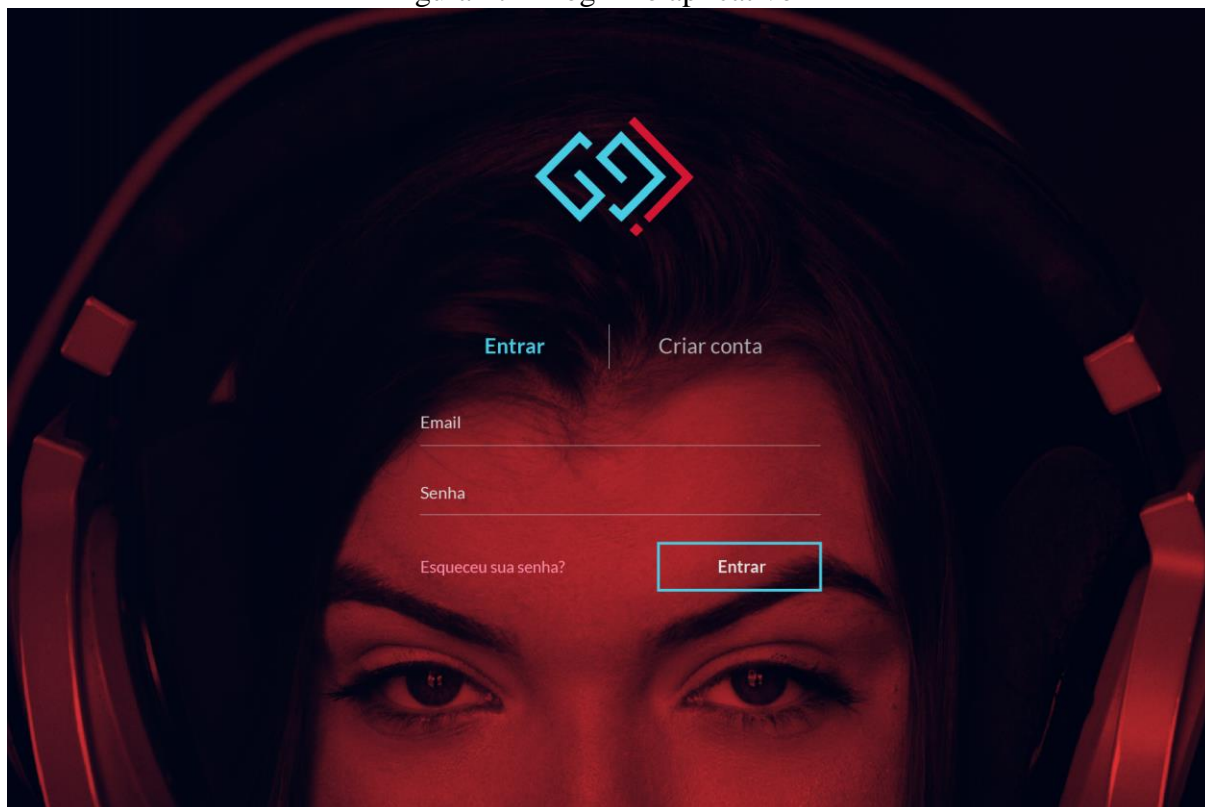 Entrar
Criar conta
Email
Senha
Esqueceu sua senha?
Entrar